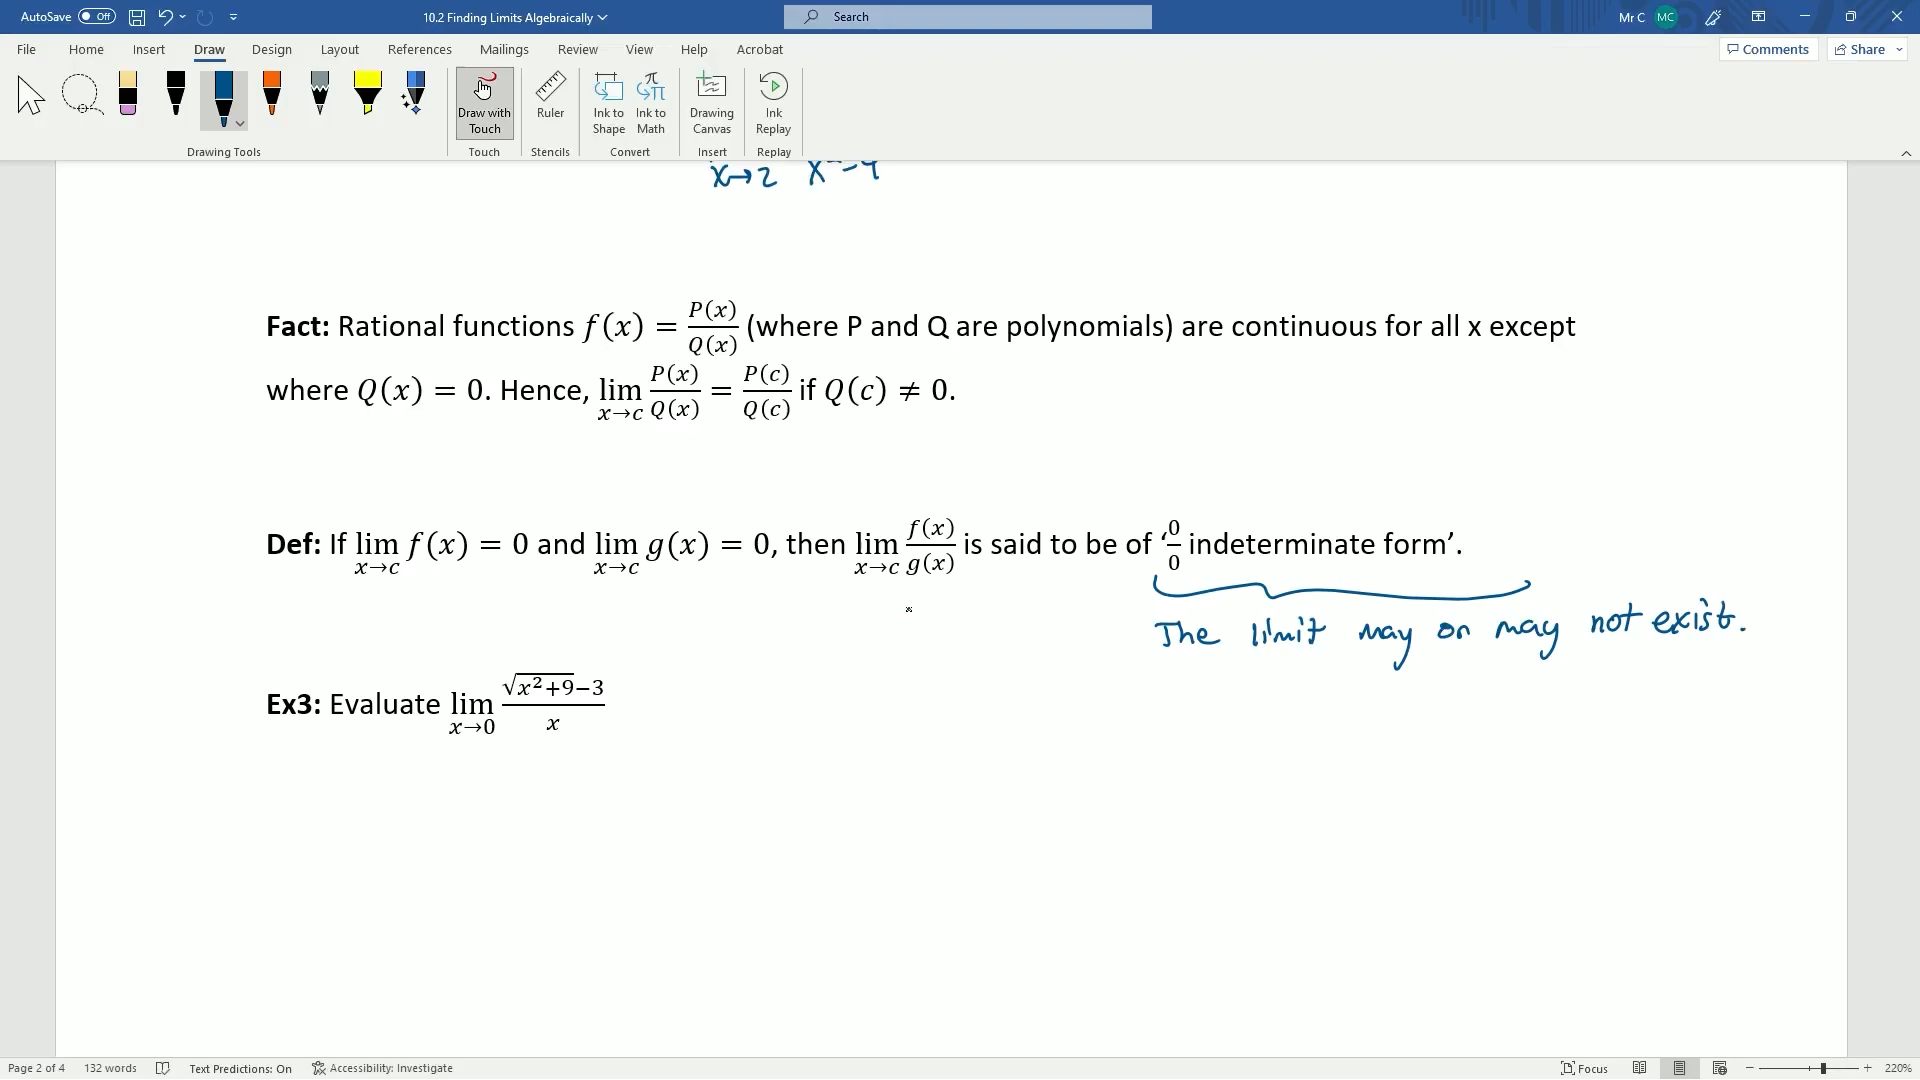 AutoSave Off 10.2 Finding Limits Algebraically Search Mr C MC
File Home Insert Draw Design Layout References Mailings Review View Help Acrobat Comments Share
Draw with Touch Ruler Ink to Shape Ink to Math Drawing Canvas Ink Replay
Drawing Tools Touch Stencils Convert Insert Replay
x→2 x²-4
Fact: Rational functions f(x) = P(x)/Q(x) (where P and Q are polynomials) are continuous for all x except
where Q(x) = 0. Hence, lim x→c P(x)/Q(x) = P(c)/Q(c) if Q(c) ≠ 0.
Def: If lim x→c f(x) = 0 and lim x→c g(x) = 0, then lim x→c f(x)/g(x) is said to be of ‘0/0 indeterminate form’.
The limit may or may not exist.
Ex3: Evaluate lim x→0 (√(x²+9)−3)/x
Page 2 of 4 132 words Text Predictions: On Accessibility: Investigate Focus 220%